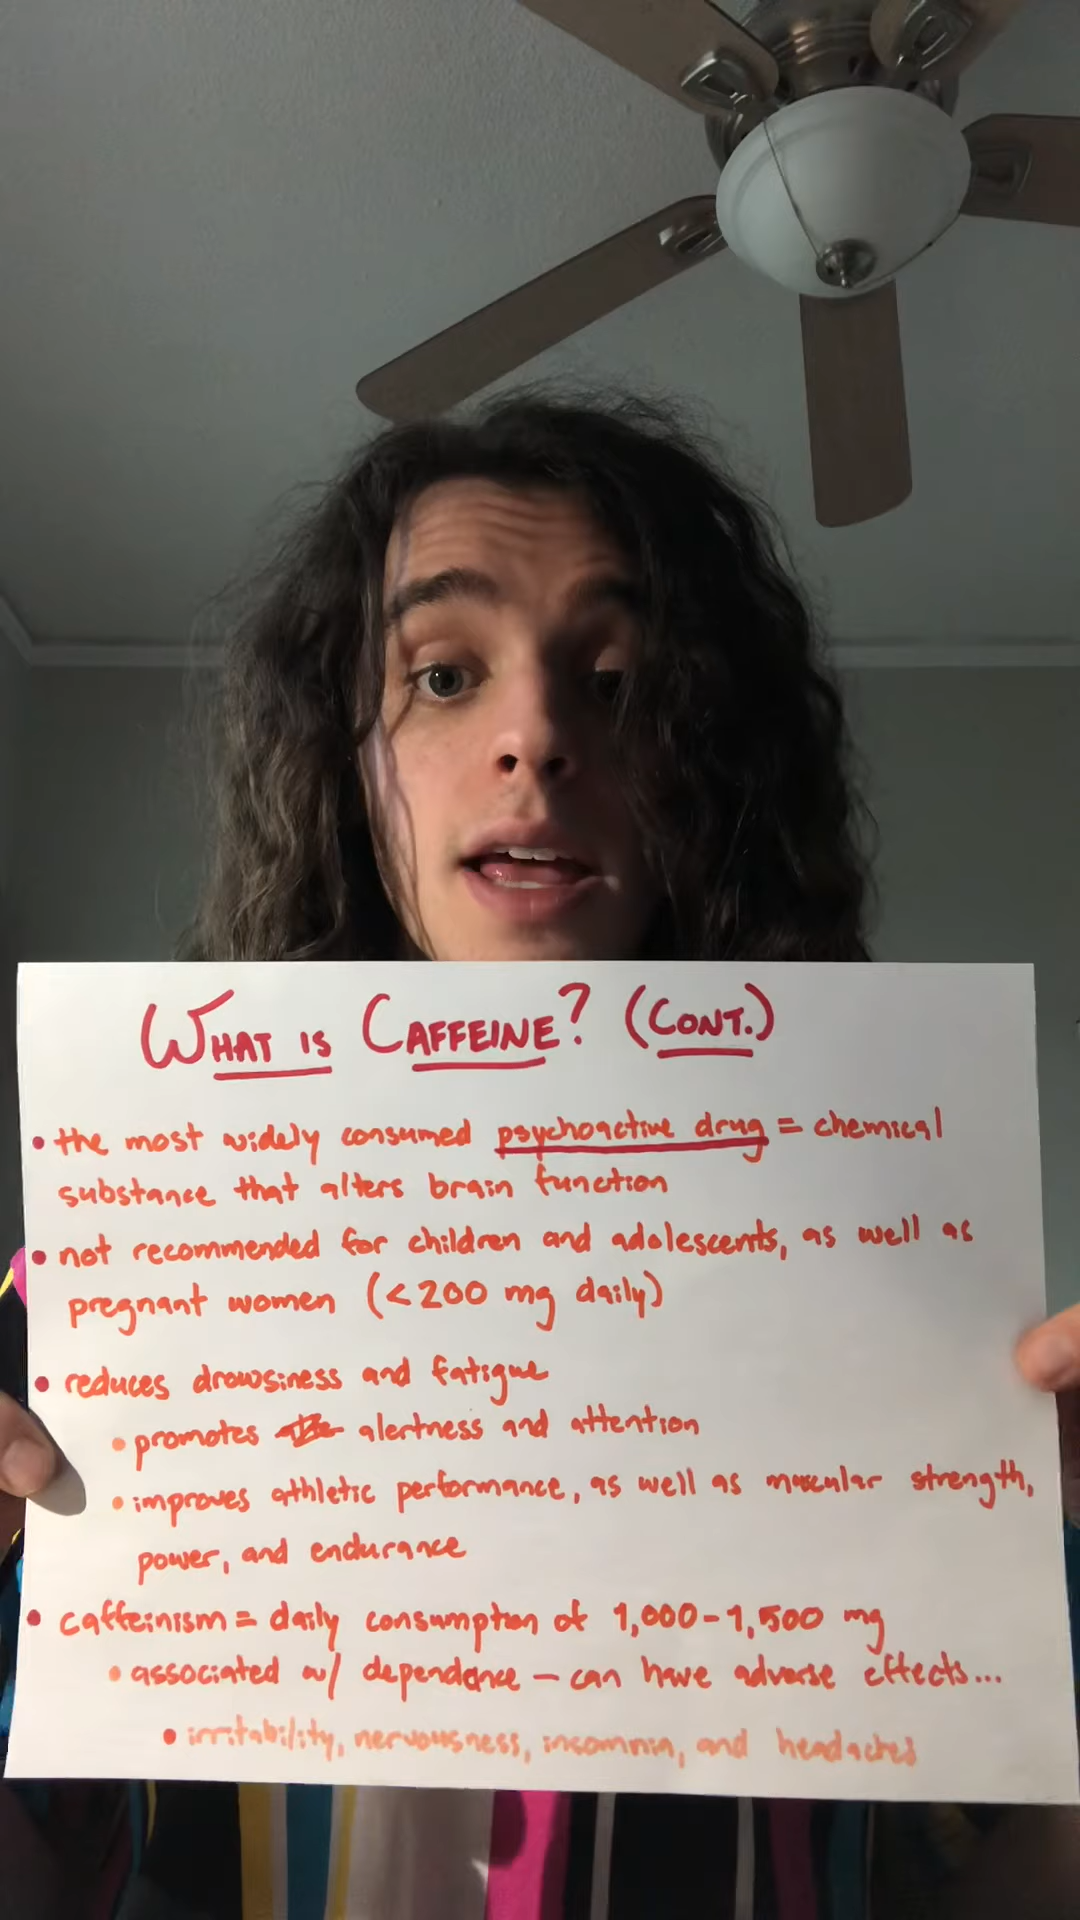 WHAT IS CAFFEINE? (CONT.)
• the most widely consumed psychoactive drug = chemical
substance that alters brain function
• not recommended for children and adolescents, as well as
pregnant women (<200 mg daily)
• reduces drowsiness and fatigue
• promotes alertness and attention
• improves athletic performance, as well as muscular strength,
power, and endurance
• caffeinism = daily consumption of 1,000-1,500 mg
• associated w/ dependence — can have adverse effects...
• irritability, nervousness, insomnia, and headaches